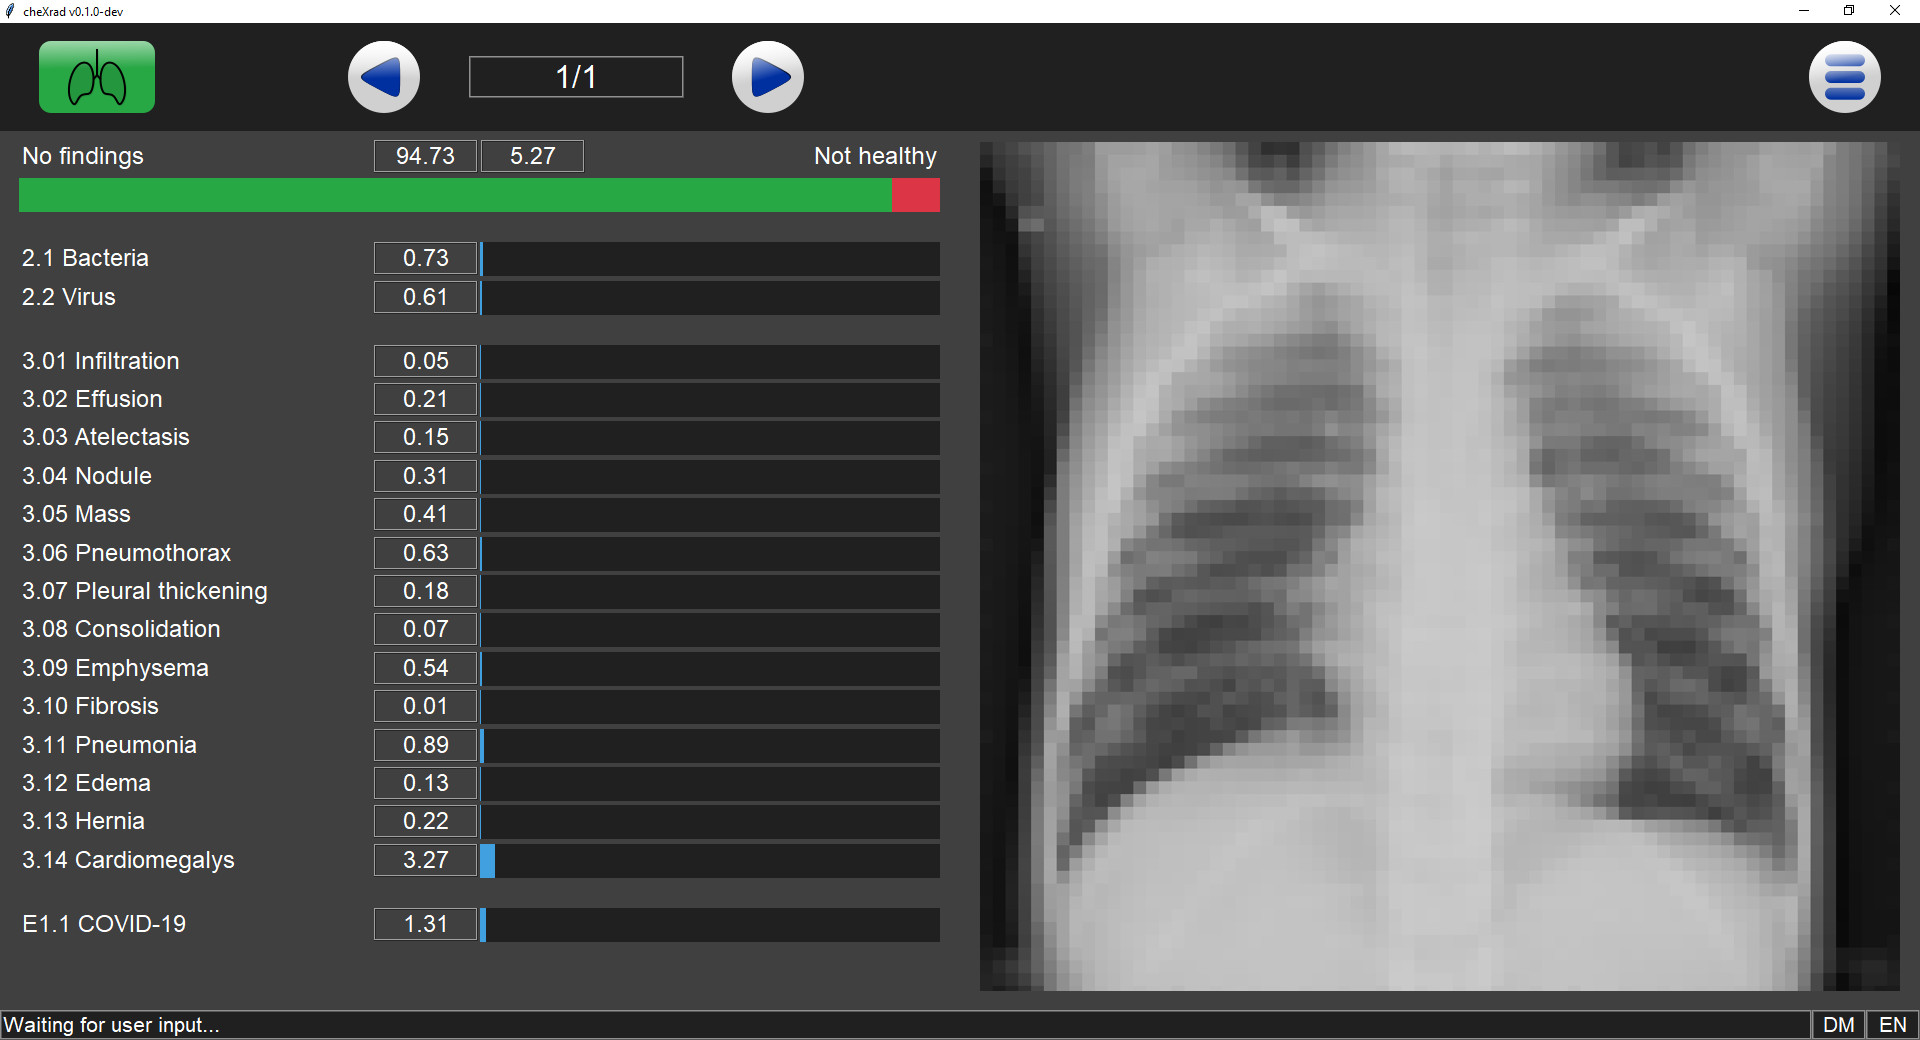 cheXrad v0.1.0-dev
1/1
No findings 94.73 5.27 Not healthy
2.1 Bacteria 0.73
2.2 Virus 0.61
3.01 Infiltration 0.05
3.02 Effusion 0.21
3.03 Atelectasis 0.15
3.04 Nodule 0.31
3.05 Mass 0.41
3.06 Pneumothorax 0.63
3.07 Pleural thickening 0.18
3.08 Consolidation 0.07
3.09 Emphysema 0.54
3.10 Fibrosis 0.01
3.11 Pneumonia 0.89
3.12 Edema 0.13
3.13 Hernia 0.22
3.14 Cardiomegalys 3.27
E1.1 COVID-19 1.31
Waiting for user input... DM EN